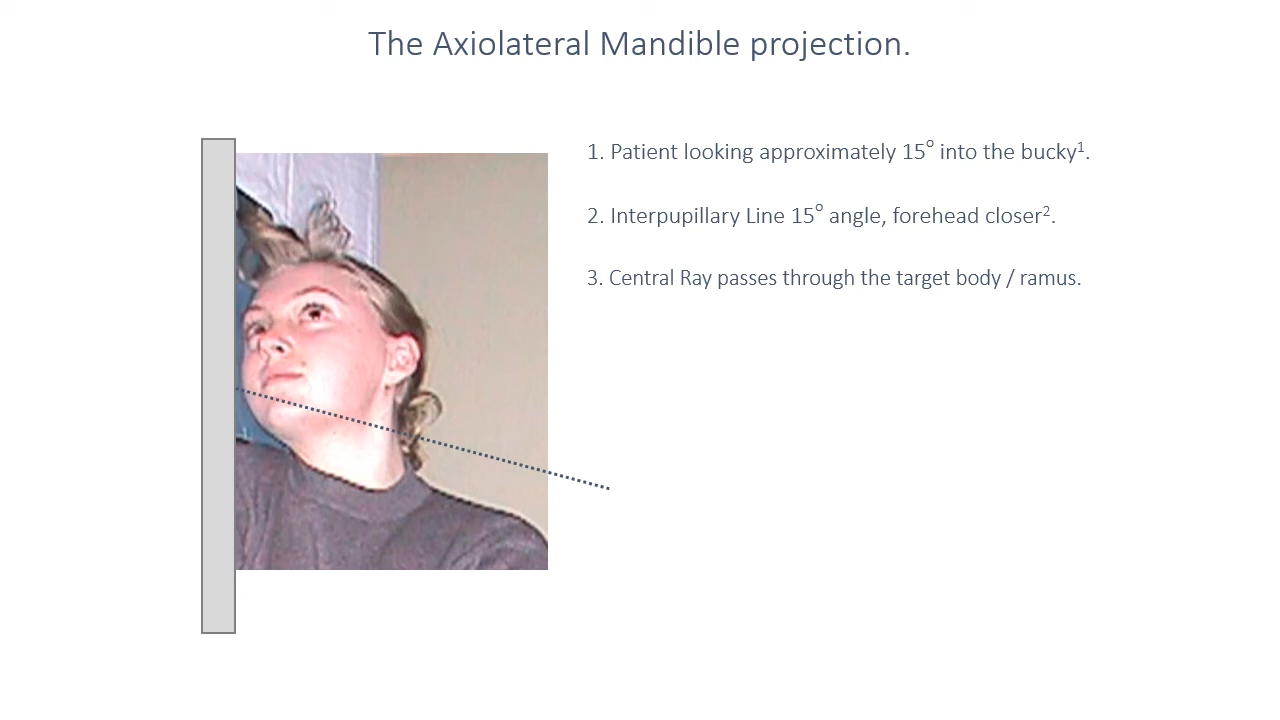 The Axiolateral Mandible projection.
1. Patient looking approximately 15° into the bucky¹.
2. Interpupillary Line 15° angle, forehead closer².
3. Central Ray passes through the target body / ramus.